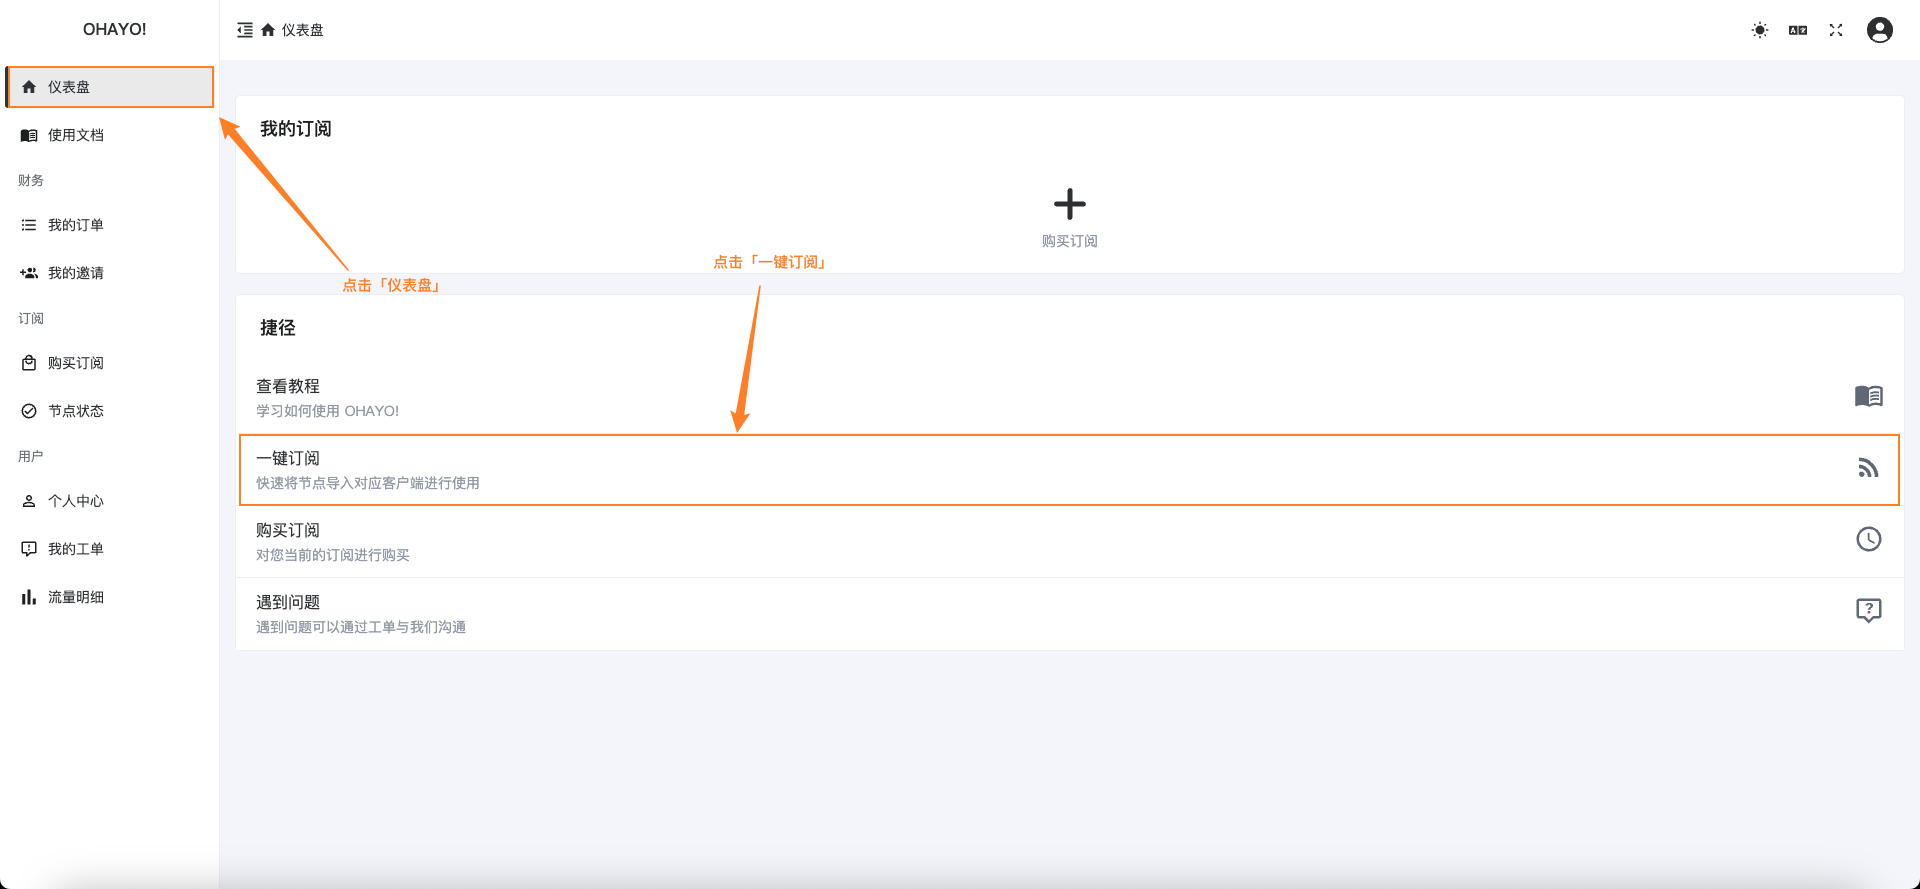 OHAYO!
仪表盘
仪表盘
使用文档
财务
我的订单
我的邀请
订阅
购买订阅
节点状态
用户
个人中心
我的工单
流量明细
我的订阅
购买订阅
点击「一键订阅」
点击「仪表盘」
捷径
查看教程
学习如何使用 OHAYO!
一键订阅
快速将节点导入对应客户端进行使用
购买订阅
对您当前的订阅进行购买
遇到问题
遇到问题可以通过工单与我们沟通